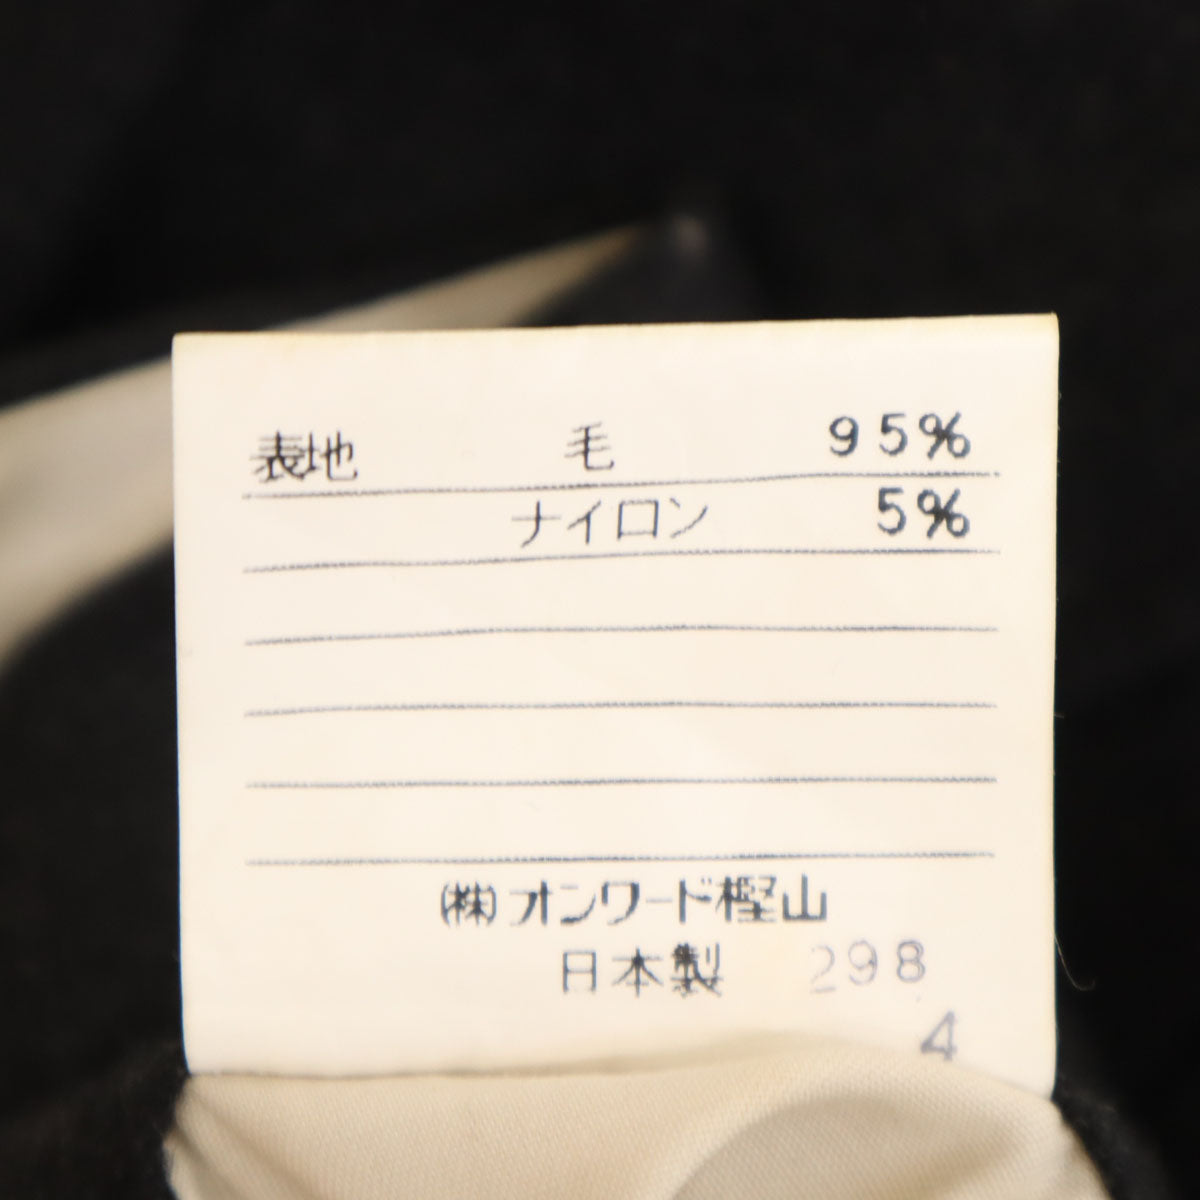 表地 毛 95%
ナイロン 5%
(株)オンワード樫山
日本製 298
4